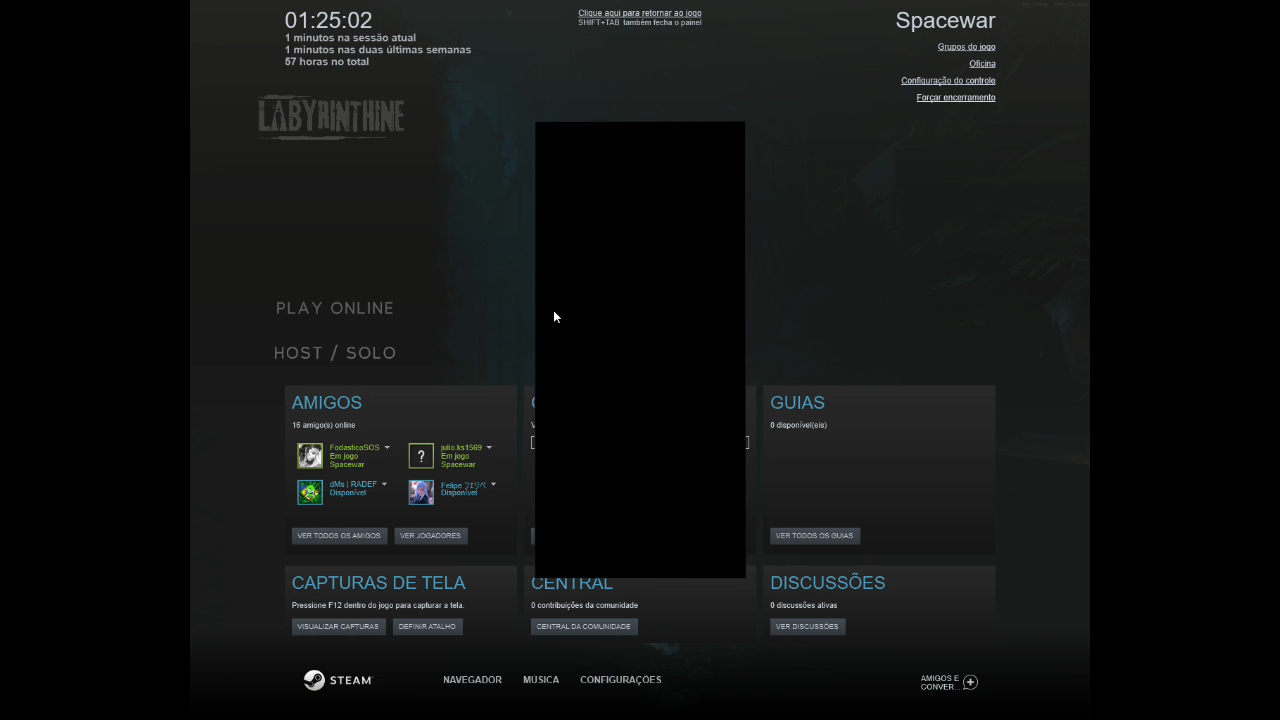 01:25:02
1 minutos na sessão atual
1 minutos nas duas últimas semanas
57 horas no total
Clique aqui para retornar ao jogo
SHIFT+TAB também fecha o painel
Spacewar
Grupos do jogo
Oficina
Configuração do controle
Forçar encerramento
LABYRINTHINE
PLAY ONLINE
HOST / SOLO
AMIGOS
16 amigo(s) online
FodasticoSOS
Em jogo
Spacewar
julio.ks1569
Em jogo
Spacewar
dMs | RADEF
Disponível
Felipe フェリペ
Disponível
VER TODOS OS AMIGOS
VER JOGADORES
GUIAS
0 disponível(eis)
VER TODOS OS GUIAS
CAPTURAS DE TELA
Pressione F12 dentro do jogo para capturar a tela.
VISUALIZAR CAPTURAS
DEFINIR ATALHO
CENTRAL
0 contribuições da comunidade
CENTRAL DA COMUNIDADE
DISCUSSÕES
0 discussões ativas
VER DISCUSSÕES
STEAM
NAVEGADOR
MÚSICA
CONFIGURAÇÕES
AMIGOS E
CONVER...